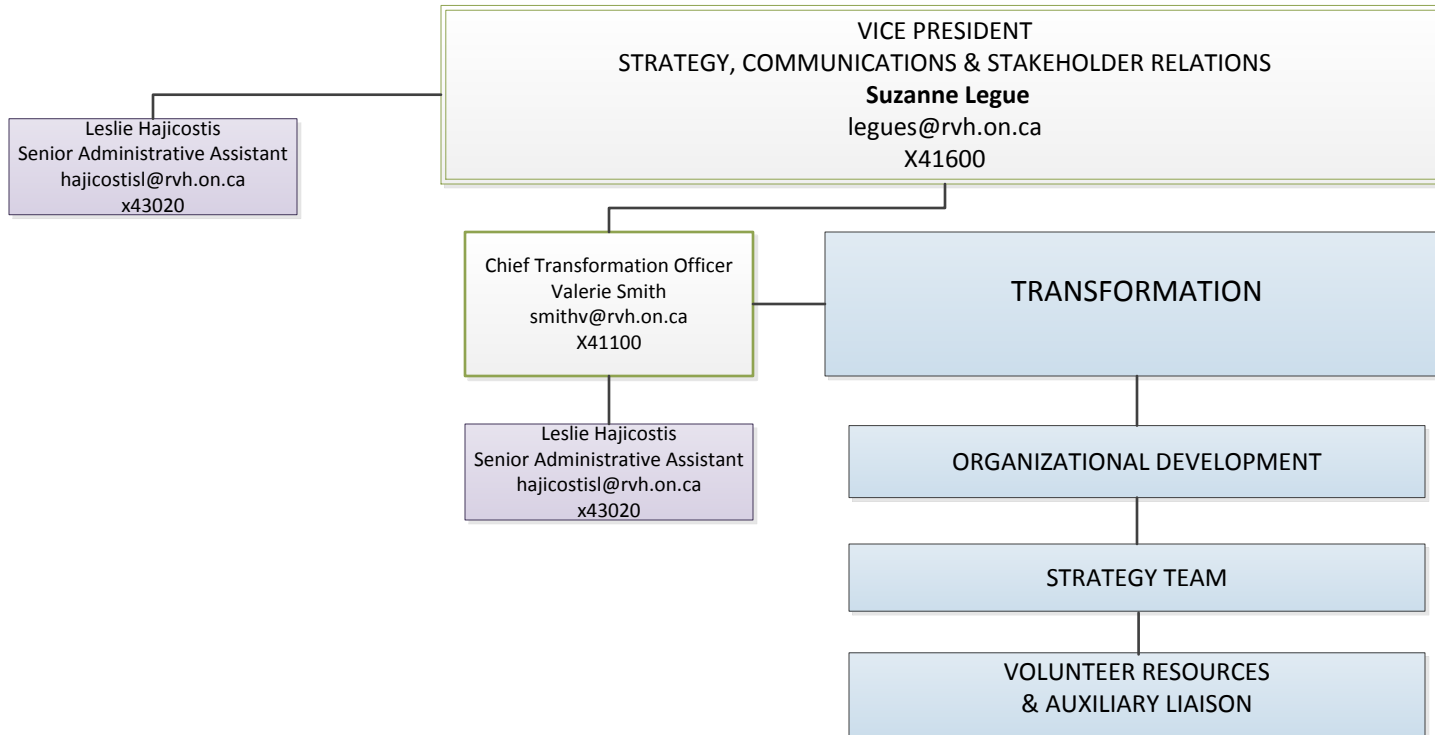 VICE PRESIDENT
STRATEGY, COMMUNICATIONS & STAKEHOLDER RELATIONS
Suzanne Legue
legues@rvh.on.ca
X41600
Leslie Hajicostis
Senior Administrative Assistant
hajicostisl@rvh.on.ca
x43020
Chief Transformation Officer
Valerie Smith
smithv@rvh.on.ca
X41100
TRANSFORMATION
Leslie Hajicostis
Senior Administrative Assistant
hajicostisl@rvh.on.ca
x43020
ORGANIZATIONAL DEVELOPMENT
STRATEGY TEAM
VOLUNTEER RESOURCES
& AUXILIARY LIAISON